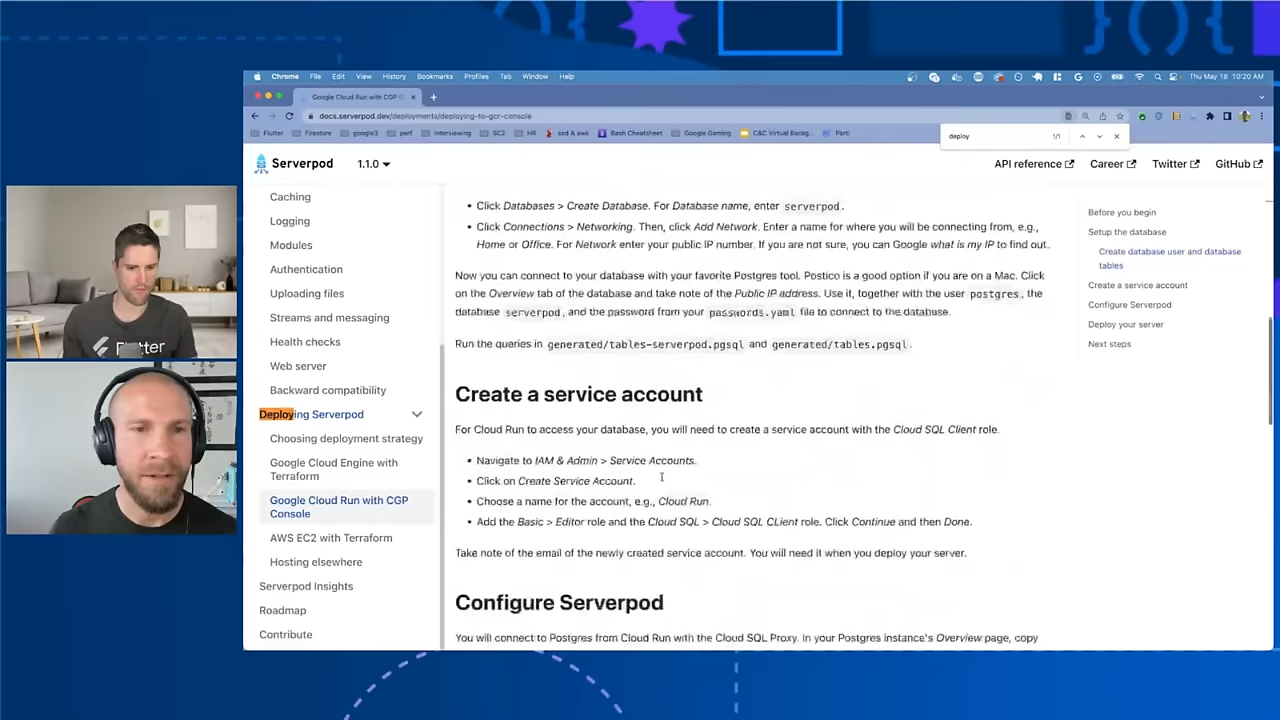 Chrome File Edit View History Bookmarks Profiles Tab Window Help
Thu May 18 10:20 AM
Google Cloud Run with CGP C
docs.serverpod.dev/deployments/deploying-to-gcr-console
Flutter Firestore google3 perf interviewing SC2 HR sed & awk Bash Cheatsheet Google Gaming C&C Virtual Backg... Parti
deploy 1/1
Serverpod 1.1.0
API reference Career Twitter GitHub
Caching
Logging
Modules
Authentication
Uploading files
Streams and messaging
Health checks
Web server
Backward compatibility
Deploying Serverpod
Choosing deployment strategy
Google Cloud Engine with
Terraform
Google Cloud Run with CGP
Console
AWS EC2 with Terraform
Hosting elsewhere
Serverpod Insights
Roadmap
Contribute
• Click Databases > Create Database. For Database name, enter serverpod.
• Click Connections > Networking. Then, click Add Network. Enter a name for where you will be connecting from, e.g.,
Home or Office. For Network enter your public IP number. If you are not sure, you can Google what is my IP to find out.
Now you can connect to your database with your favorite Postgres tool. Postico is a good option if you are on a Mac. Click
on the Overview tab of the database and take note of the Public IP address. Use it, together with the user postgres, the
database serverpod, and the password from your passwords.yaml file to connect to the database.
Run the queries in generated/tables-serverpod.pgsql and generated/tables.pgsql.
Create a service account
For Cloud Run to access your database, you will need to create a service account with the Cloud SQL Client role.
• Navigate to IAM & Admin > Service Accounts.
• Click on Create Service Account.
• Choose a name for the account, e.g., Cloud Run.
• Add the Basic > Editor role and the Cloud SQL > Cloud SQL CLient role. Click Continue and then Done.
Take note of the email of the newly created service account. You will need it when you deploy your server.
Configure Serverpod
You will connect to Postgres from Cloud Run with the Cloud SQL Proxy. In your Postgres instance's Overview page, copy
Before you begin
Setup the database
Create database user and database
tables
Create a service account
Configure Serverpod
Deploy your server
Next steps
Flutter